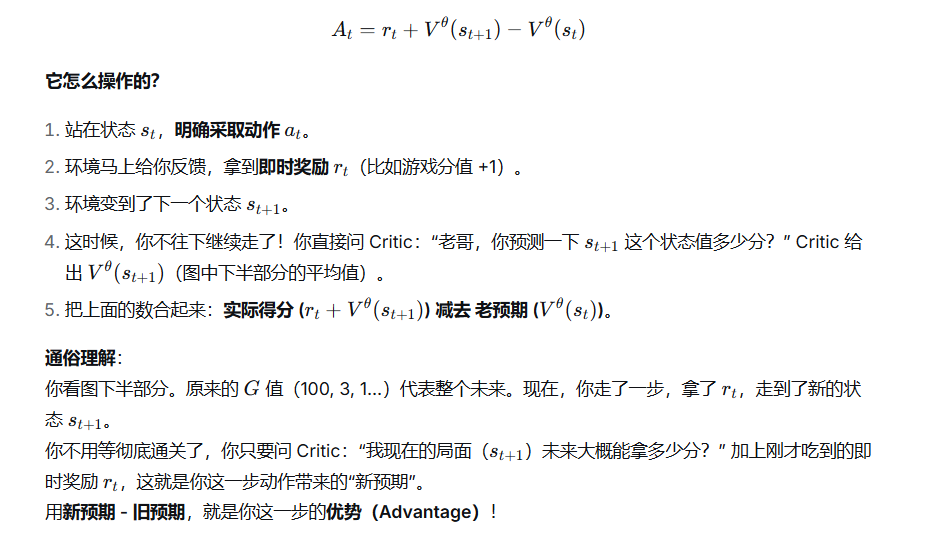 A_t = r_t + V^θ(s_{t+1}) − V^θ(s_t)
它怎么操作的？
1. 站在状态 s_t，明确采取动作 a_t。
2. 环境马上给你反馈，拿到即时奖励 r_t（比如游戏分值 +1）。
3. 环境变到了下一个状态 s_{t+1}。
4. 这时候，你不往下继续走了！你直接问 Critic：“老哥，你预测一下 s_{t+1} 这个状态值多少分？” Critic 给
出 V^θ(s_{t+1})（图中下半部分的平均值）。
5. 把上面的数合起来：实际得分 (r_t + V^θ(s_{t+1})) 减去 老预期 (V^θ(s_t))。
通俗理解：
你看图下半部分。原来的 G 值（100, 3, 1...）代表整个未来。现在，你走了一步，拿了 r_t，走到了新的状
态 s_{t+1}。
你不用等彻底通关了，你只要问 Critic：“我现在的局面（s_{t+1}）未来大概能拿多少分？” 加上刚才吃到的即
时奖励 r_t，这就是你这一步动作带来的“新预期”。
用新预期 - 旧预期，就是你这一步的优势（Advantage）！